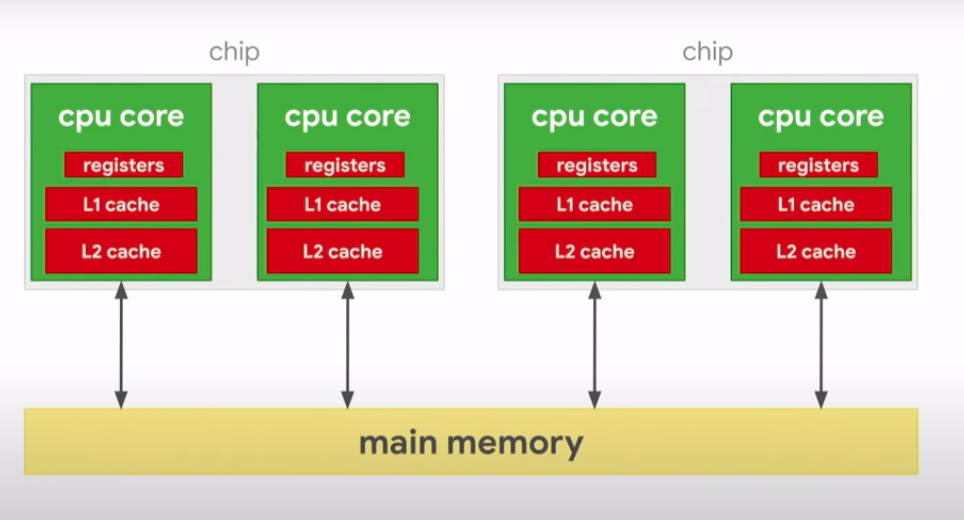 chip
chip
cpu core
cpu core
cpu core
cpu core
registers
registers
registers
registers
L1 cache
L1 cache
L1 cache
L1 cache
L2 cache
L2 cache
L2 cache
L2 cache
main memory